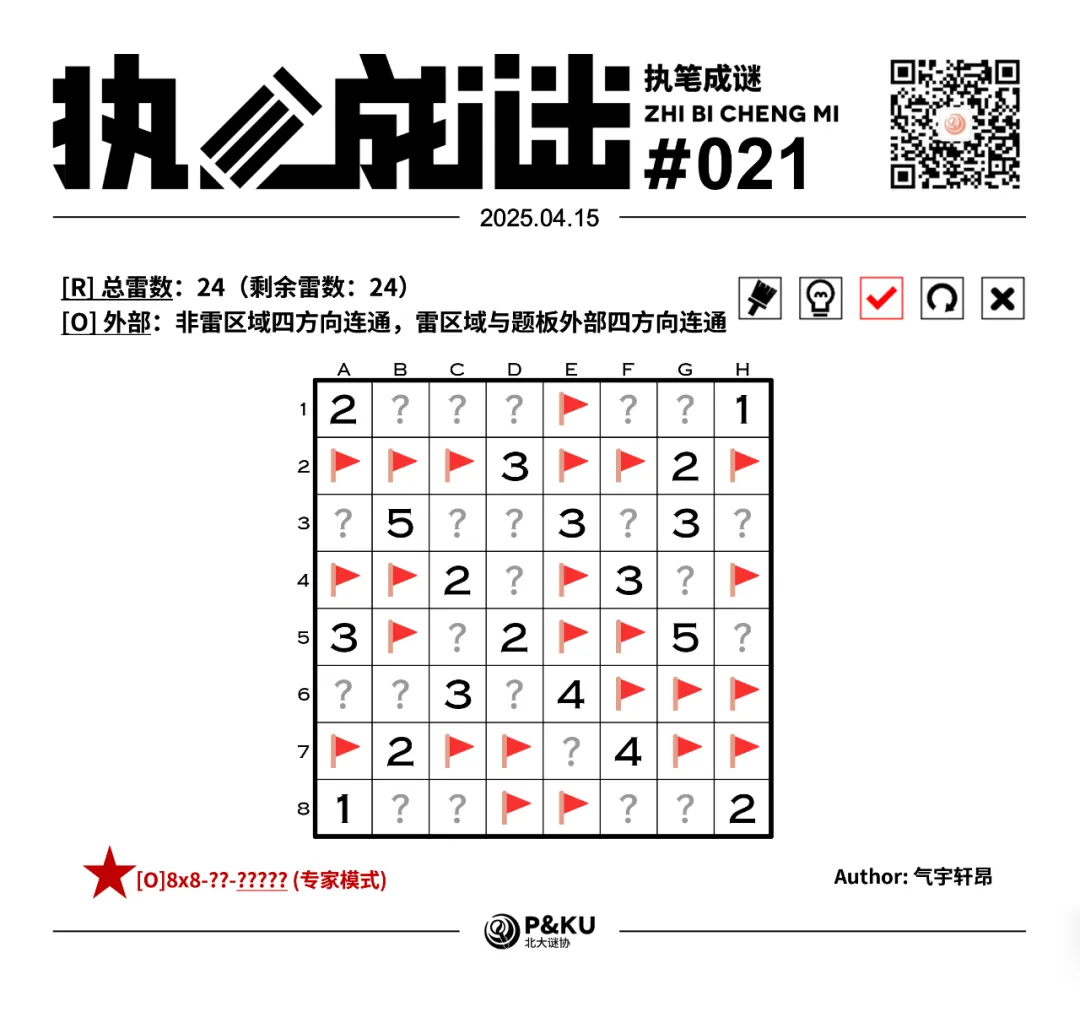 执笔成谜
执笔成谜
ZHI BI CHENG MI
#021
2025.04.15
[R] 总雷数：24（剩余雷数：24）
[O] 外部：非雷区域四方向连通，雷区域与题板外部四方向连通
A B C D E F G H
1 2 ? ? ? ? ? 1
2 3 2
3 ? 5 ? ? 3 ? 3 ?
4 2 ? 3 ?
5 3 ? 2 5 ?
6 ? ? 3 ? 4
7 2 ? 4
8 1 ? ? ? ? 2
[O]8x8-??-????? (专家模式)
Author: 气宇轩昂
P&KU
北大谜协